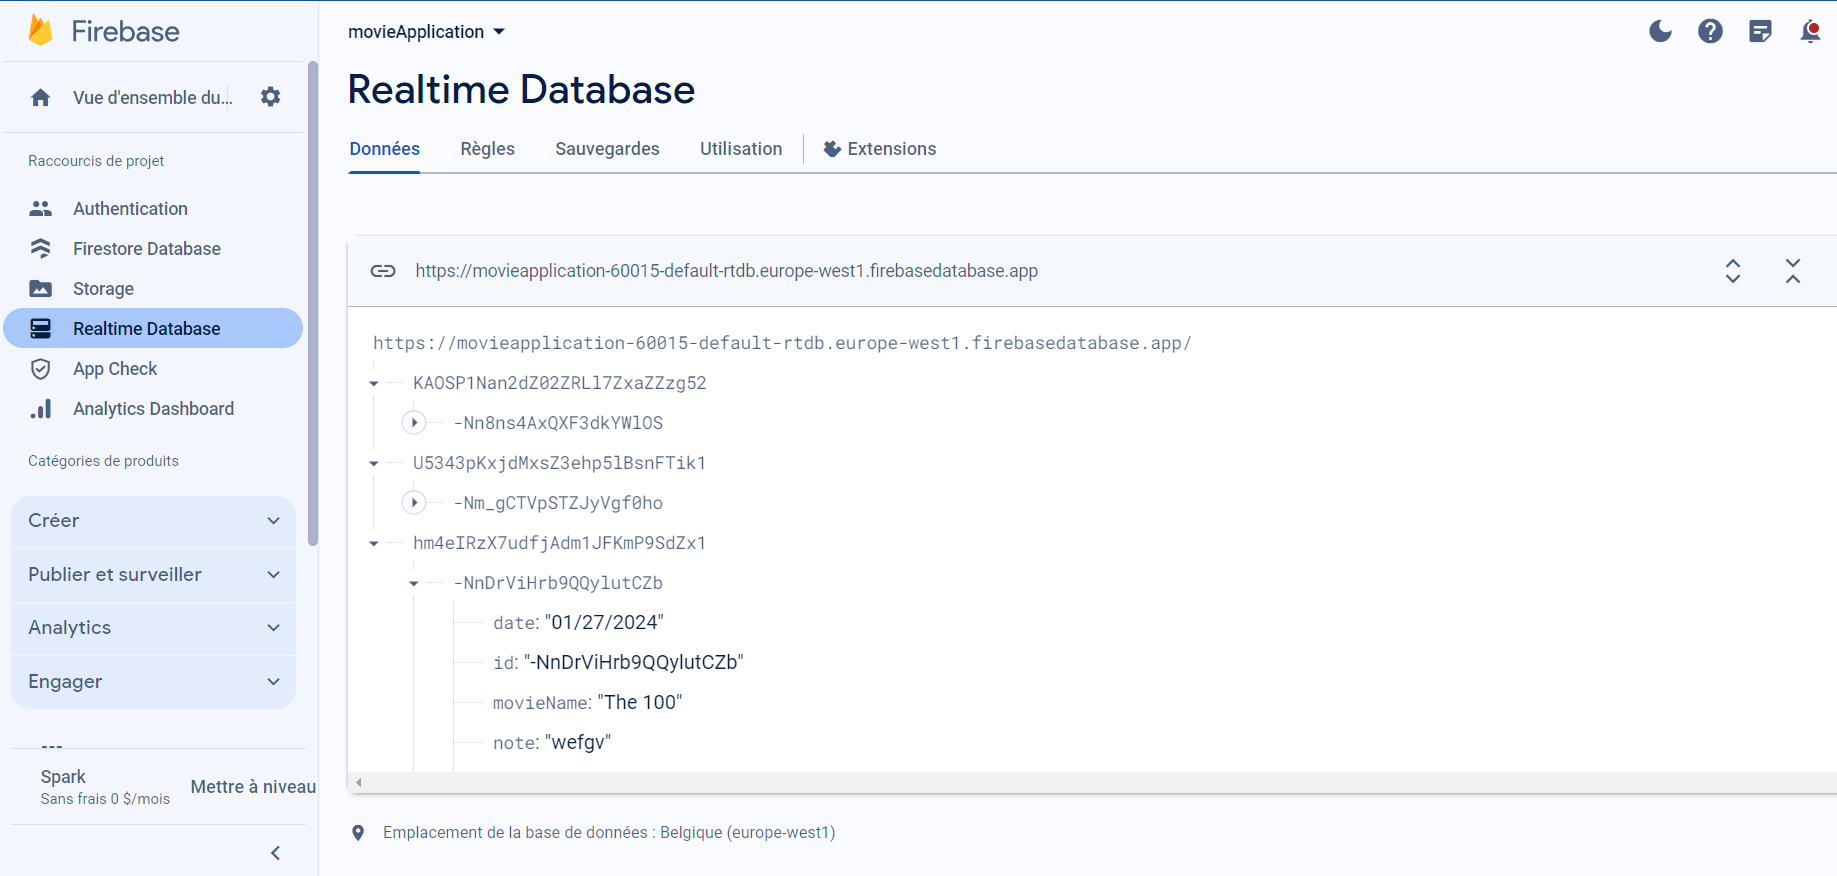 Firebase
Vue d'ensemble du...
Raccourcis de projet
Authentication
Firestore Database
Storage
Realtime Database
App Check
Analytics Dashboard
Catégories de produits
Créer
Publier et surveiller
Analytics
Engager
Spark
Sans frais 0 $/mois
Mettre à niveau
movieApplication
Realtime Database
Données
Règles
Sauvegardes
Utilisation
Extensions
https://movieapplication-60015-default-rtdb.europe-west1.firebasedatabase.app
https://movieapplication-60015-default-rtdb.europe-west1.firebasedatabase.app/
KAOSP1Nan2dZ02ZRLl7ZxaZZzg52
-Nn8ns4AxQXF3dkYWlOS
U5343pKxjdMxsZ3ehp5lBsnFTik1
-Nm_gCTVpSTZJyVgf0ho
hm4eIRzX7udfjAdm1JFKmP9SdZx1
-NnDrViHrb9QQylutCZb
date: "01/27/2024"
id: "-NnDrViHrb9QQylutCZb"
movieName: "The 100"
note: "wefgv"
Emplacement de la base de données : Belgique (europe-west1)